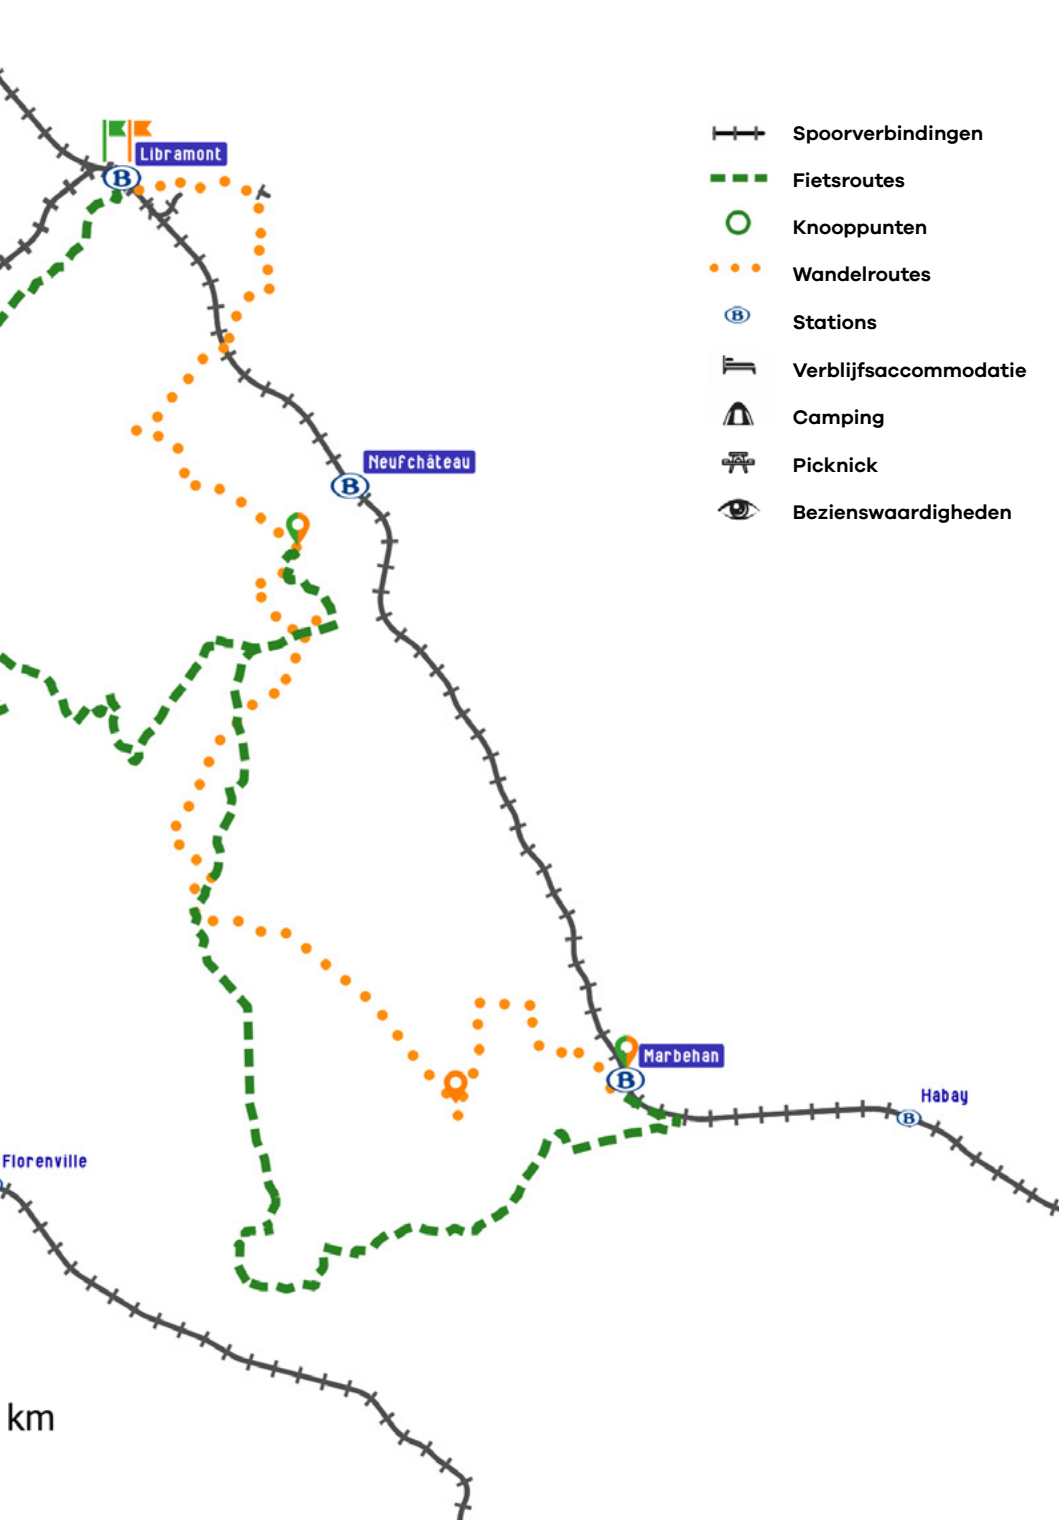 Libramont
B
Neufchâteau
B
Marbehan
B
Habay
B
Florenville
km
Spoorverbindingen
Fietsroutes
Knooppunten
Wandelroutes
B
Stations
Verblijfsaccommodatie
Camping
Picknick
Bezienswaardigheden